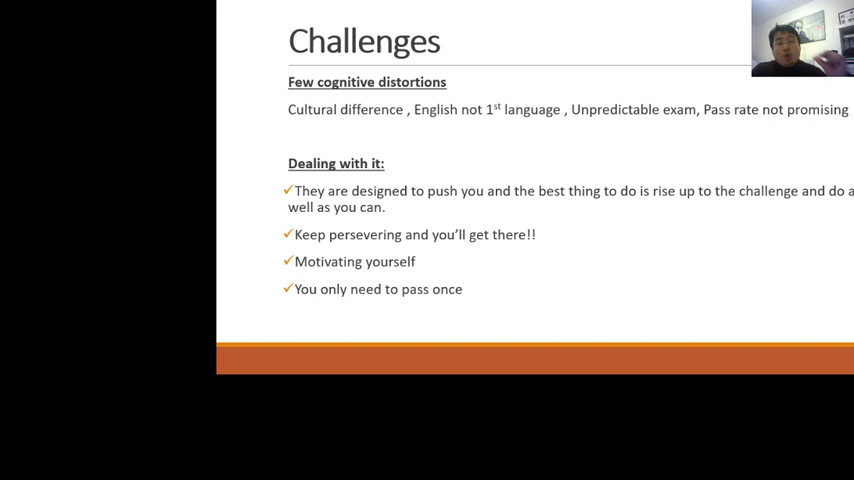 Challenges
Few cognitive distortions
Cultural difference , English not 1st language , Unpredictable exam, Pass rate not promising
Dealing with it:
✓They are designed to push you and the best thing to do is rise up to the challenge and do
well as you can.
✓Keep persevering and you’ll get there!!
✓Motivating yourself
✓You only need to pass once